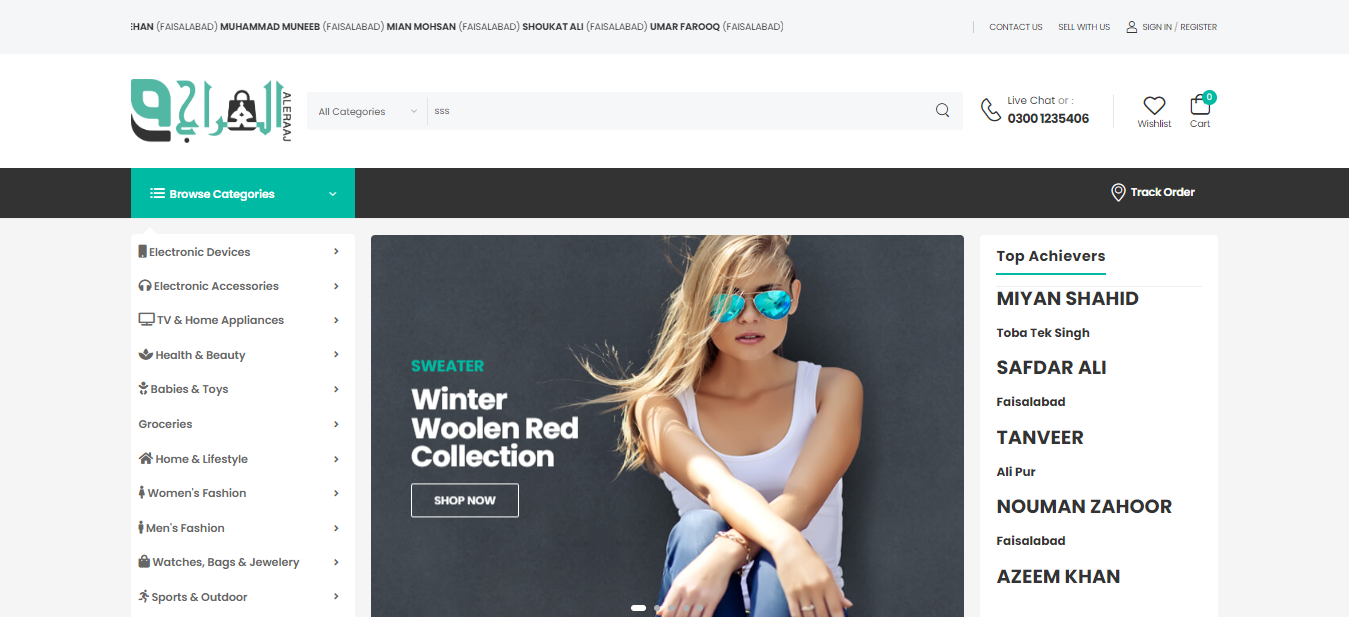 EHAN (FAISALABAD) MUHAMMAD MUNEEB (FAISALABAD) MIAN MOHSAN (FAISALABAD) SHOUKAT ALI (FAISALABAD) UMAR FAROOQ (FAISALABAD)
CONTACT US
SELL WITH US
SIGN IN / REGISTER
المعراج
ALERAAJ
All Categories
sss
Live Chat or :
0300 1235406
Wishlist
0
Cart
Browse Categories
Track Order
Electronic Devices
Electronic Accessories
TV & Home Appliances
Health & Beauty
Babies & Toys
Groceries
Home & Lifestyle
Women's Fashion
Men's Fashion
Watches, Bags & Jewelery
Sports & Outdoor
SWEATER
Winter
Woolen Red
Collection
SHOP NOW
Top Achievers
MIYAN SHAHID
Toba Tek Singh
SAFDAR ALI
Faisalabad
TANVEER
Ali Pur
NOUMAN ZAHOOR
Faisalabad
AZEEM KHAN